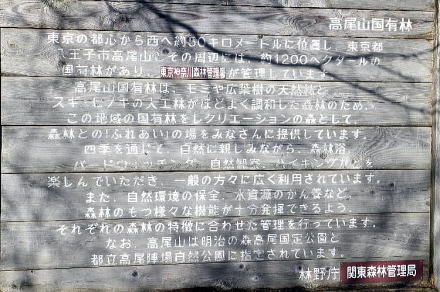 高尾山国有林
東京の都心から西へ約50キロメートルに位置し、東京都
八王子市高尾山とその周辺には、約1200ヘクタールの
国有林があり、東京神奈川森林管理署が管理しています。
高尾山国有林は、モミや広葉樹の天然林と
スギ・ヒノキの人工林がほどよく調和した森林のため、
この地域の国有林をレクリエーションの森として、
森林との「ふれあい」の場をみなさんに提供しています。
四季を通じて、自然に親しみながら、森林浴、
バードウォッチング、自然観察、ハイキング
楽しんでいただき、一般の方々に広く利用されています。
また、自然環境の保全、水資源のかん養など、
森林のもつ様々な機能が十分発揮できるよう、
それぞれの森林の特徴に合わせた管理を行っています。
なお、高尾山は明治の森高尾国定公園と
都立高尾陣場自然公園に指定されています。
林野庁 関東森林管理局